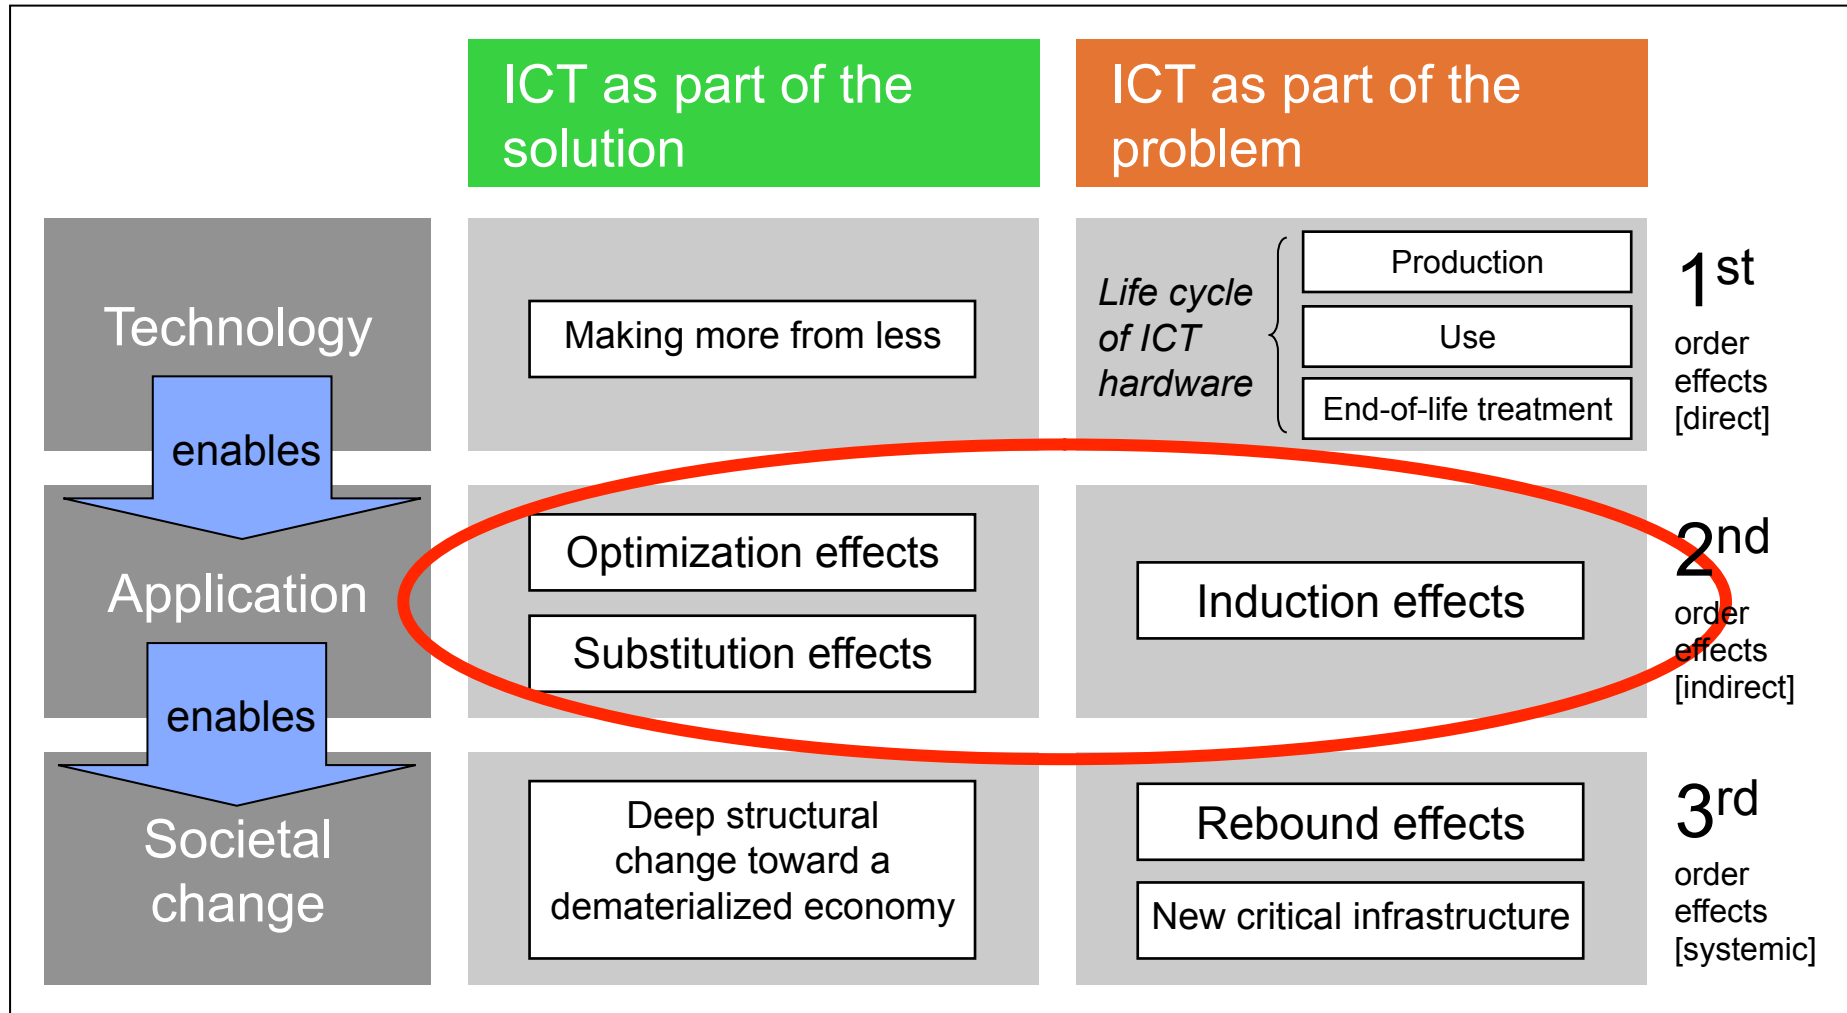 ICT as part of the
solution
ICT as part of the
problem
Technology
enables
Making more from less
Life cycle
of ICT
hardware
Production
Use
End-of-life treatment
1st
order
effects
[direct]
Application
enables
Optimization effects
Substitution effects
Induction effects
2nd
order
effects
[indirect]
Societal
change
Deep structural
change toward a
dematerialized economy
Rebound effects
New critical infrastructure
3rd
order
effects
[systemic]